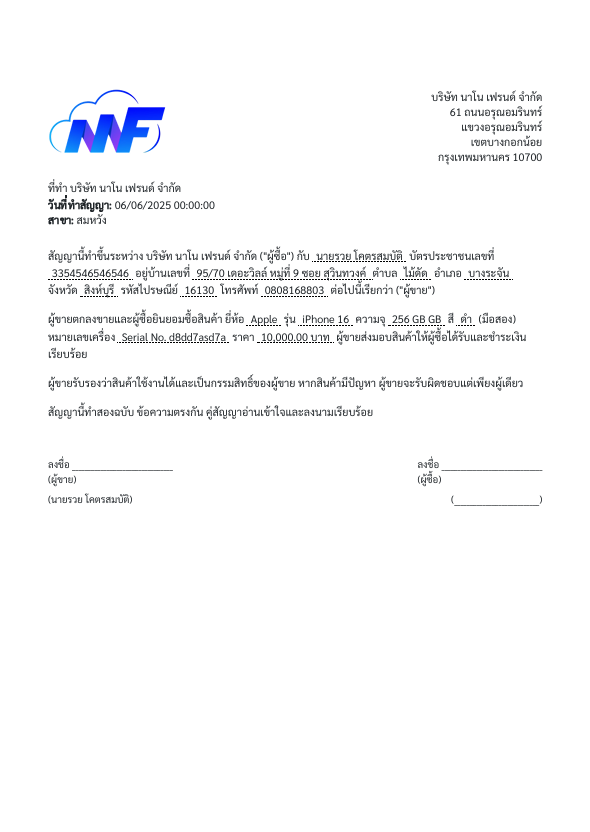 NNF
บริษัท นาโน เฟรนด์ จำกัด
61 ถนนอรุณอมรินทร์
แขวงอรุณอมรินทร์
เขตบางกอกน้อย
กรุงเทพมหานคร 10700
ที่ทำ บริษัท นาโน เฟรนด์ จำกัด
วันที่ทำสัญญา: 06/06/2025 00:00:00
สาขา: สมหวัง
สัญญานี้ทำขึ้นระหว่าง บริษัท นาโน เฟรนด์ จำกัด ("ผู้ซื้อ") กับ นายรวย โคตรสมบัติ บัตรประชาชนเลขที่
3354546546546 อยู่บ้านเลขที่ 95/70 เดอะวิลล์ หมู่ที่ 9 ซอย สุวินทวงค์ ตำบล ไม้ดัด อำเภอ บางระจัน
จังหวัด สิงห์บุรี รหัสไปรษณีย์ 16130 โทรศัพท์ 0808168803 ต่อไปนี้เรียกว่า ("ผู้ขาย")
ผู้ขายตกลงขายและผู้ซื้อยินยอมซื้อสินค้า ยี่ห้อ Apple รุ่น iPhone 16 ความจุ 256 GB GB สี ดำ (มือสอง)
หมายเลขเครื่อง Serial No. d8dd7asd7a ราคา 10,000.00 บาท ผู้ขายส่งมอบสินค้าให้ผู้ซื้อได้รับและชำระเงิน
เรียบร้อย
ผู้ขายรับรองว่าสินค้าใช้งานได้และเป็นกรรมสิทธิ์ของผู้ขาย หากสินค้ามีปัญหา ผู้ขายจะรับผิดชอบแต่เพียงผู้เดียว
สัญญานี้ทำสองฉบับ ข้อความตรงกัน คู่สัญญาอ่านเข้าใจและลงนามเรียบร้อย
ลงชื่อ ____________________ ลงชื่อ ____________________
(ผู้ขาย) (ผู้ซื้อ)
(นายรวย โคตรสมบัติ) (_________________)